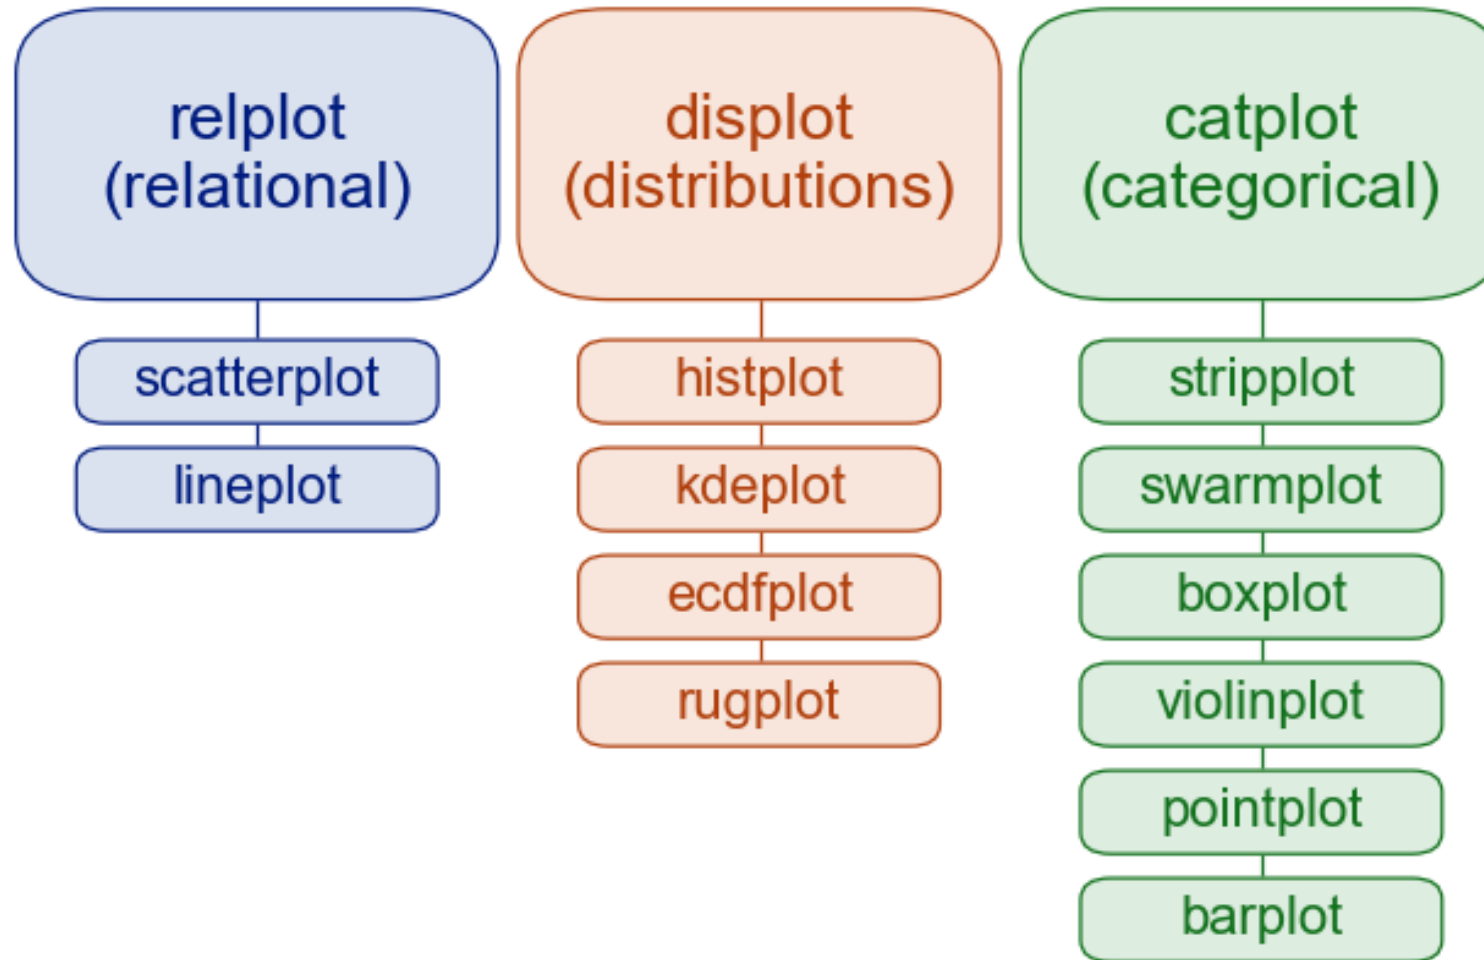 relplot
(relational)
scatterplot
lineplot
displot
(distributions)
histplot
kdeplot
ecdfplot
rugplot
catplot
(categorical)
stripplot
swarmplot
boxplot
violinplot
pointplot
barplot